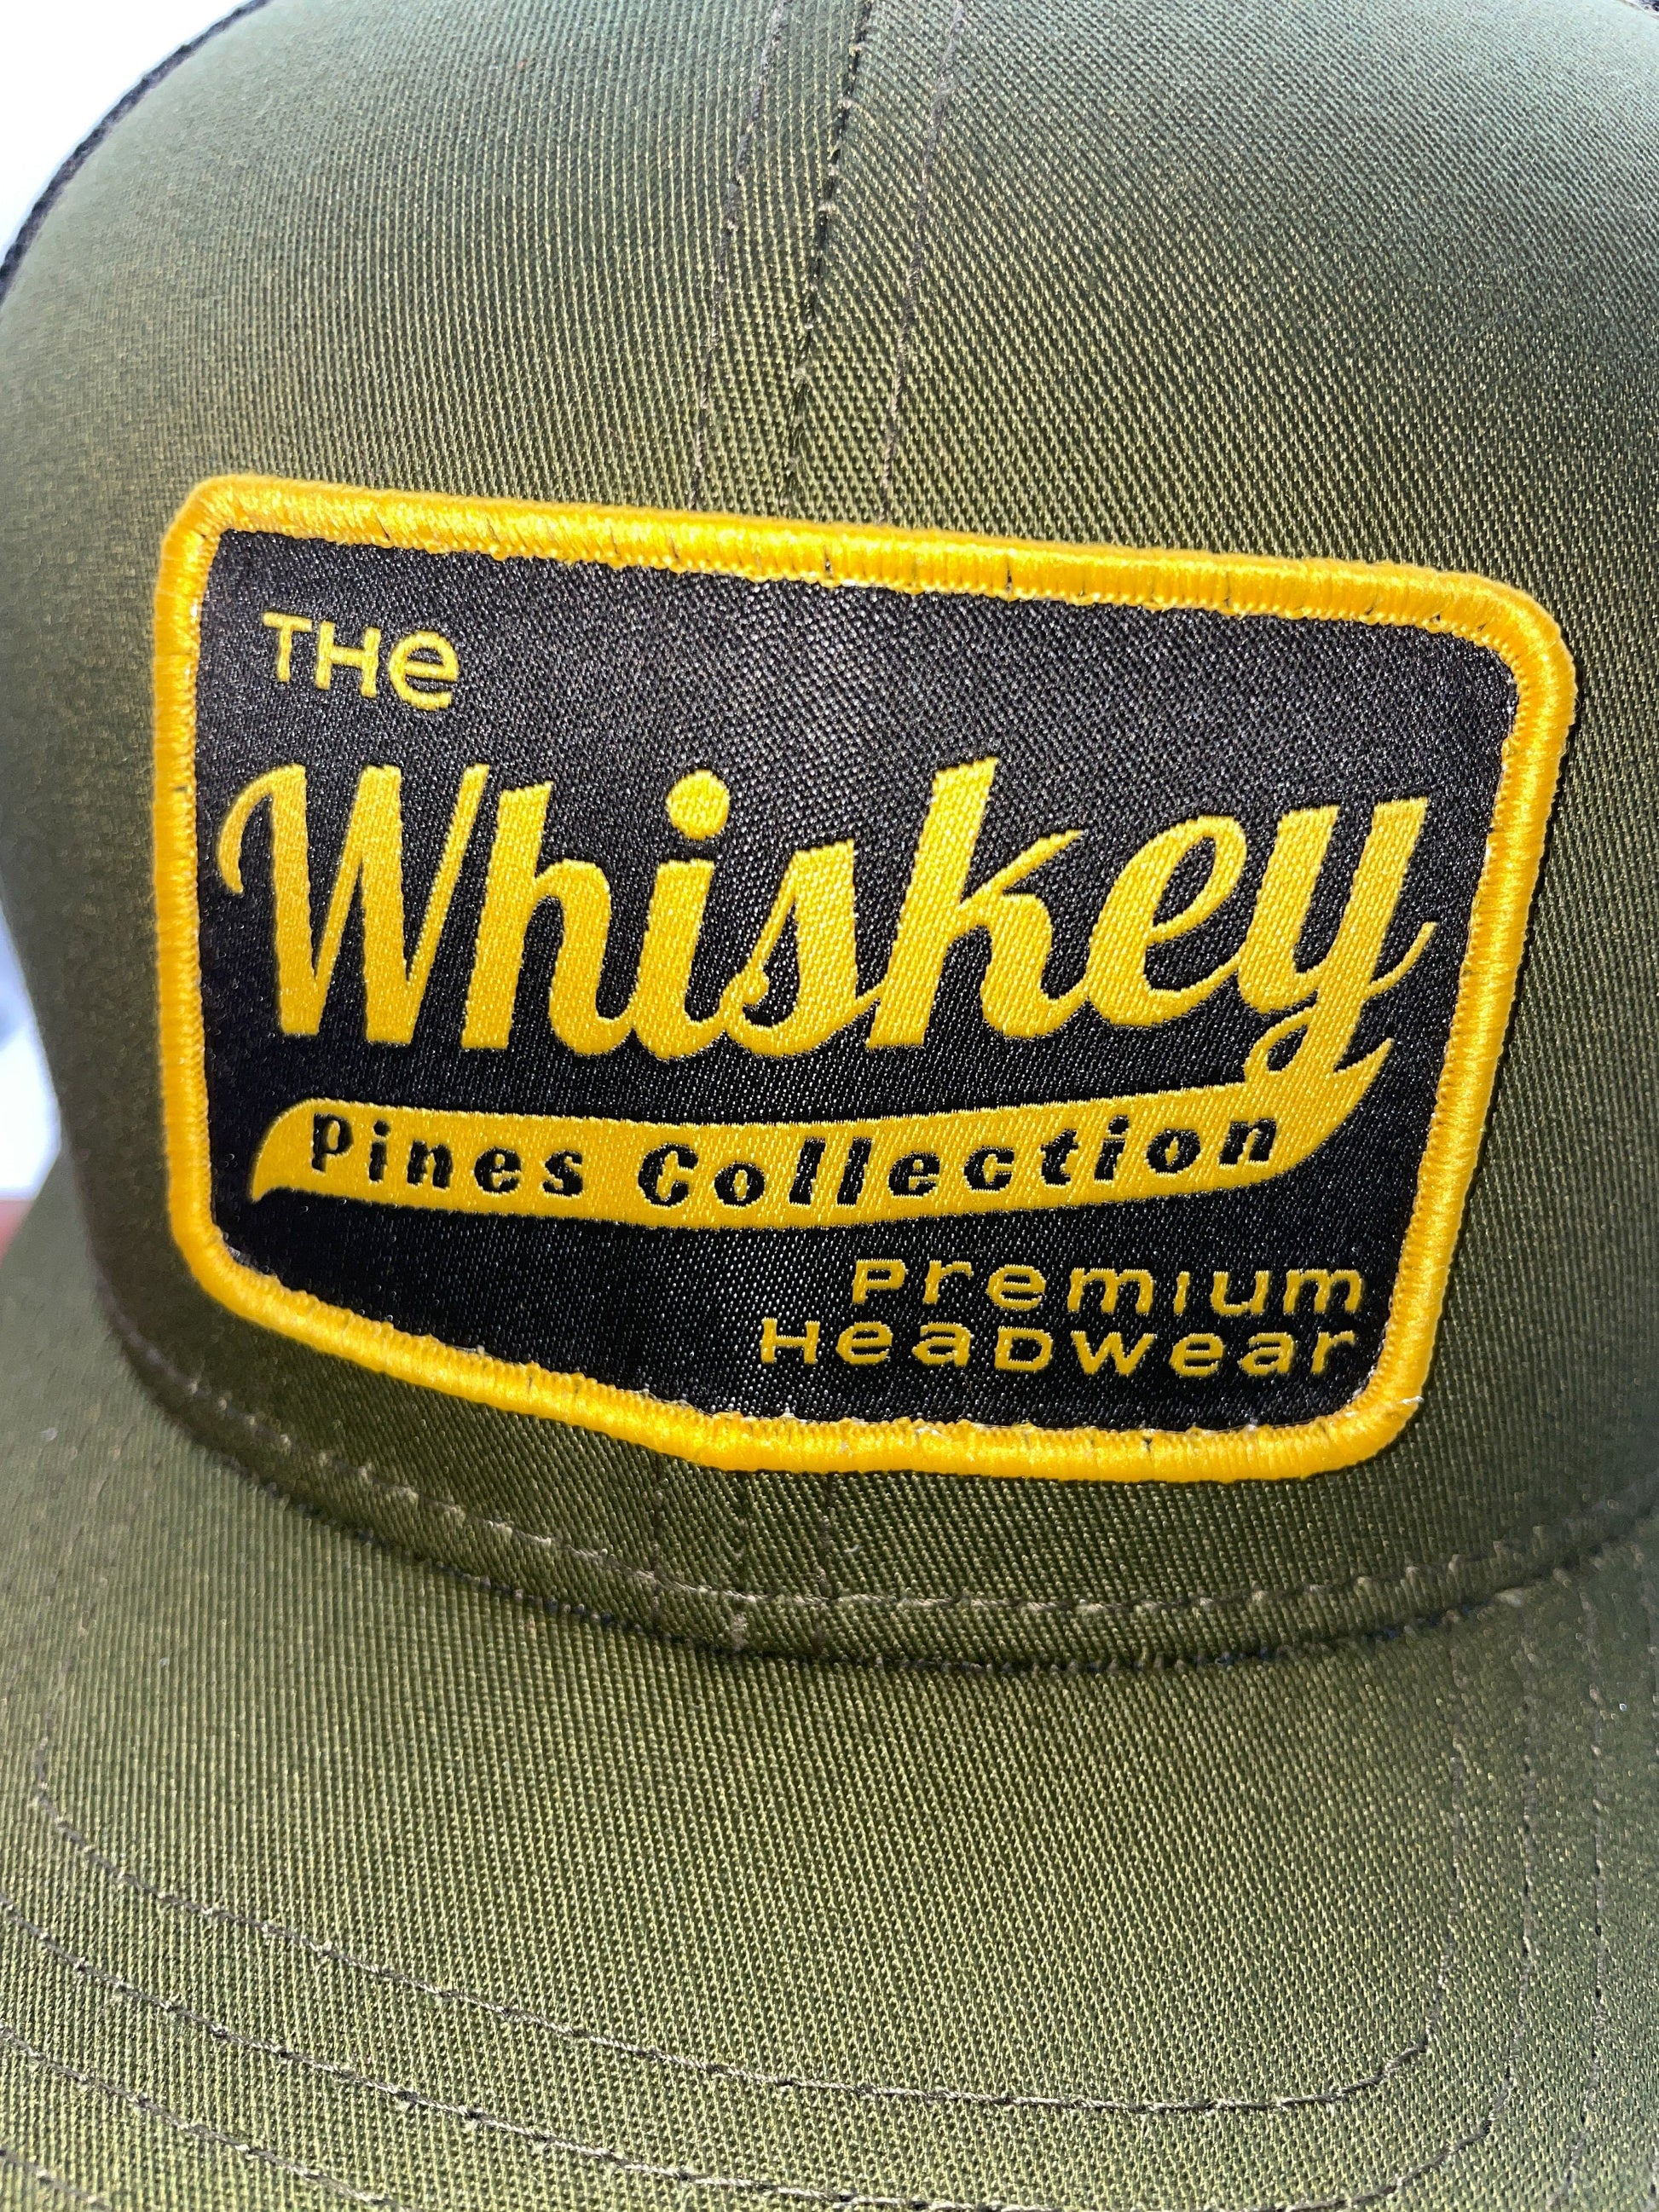 THe
Whiskey
Pines Collection
Premium
HeaDwear